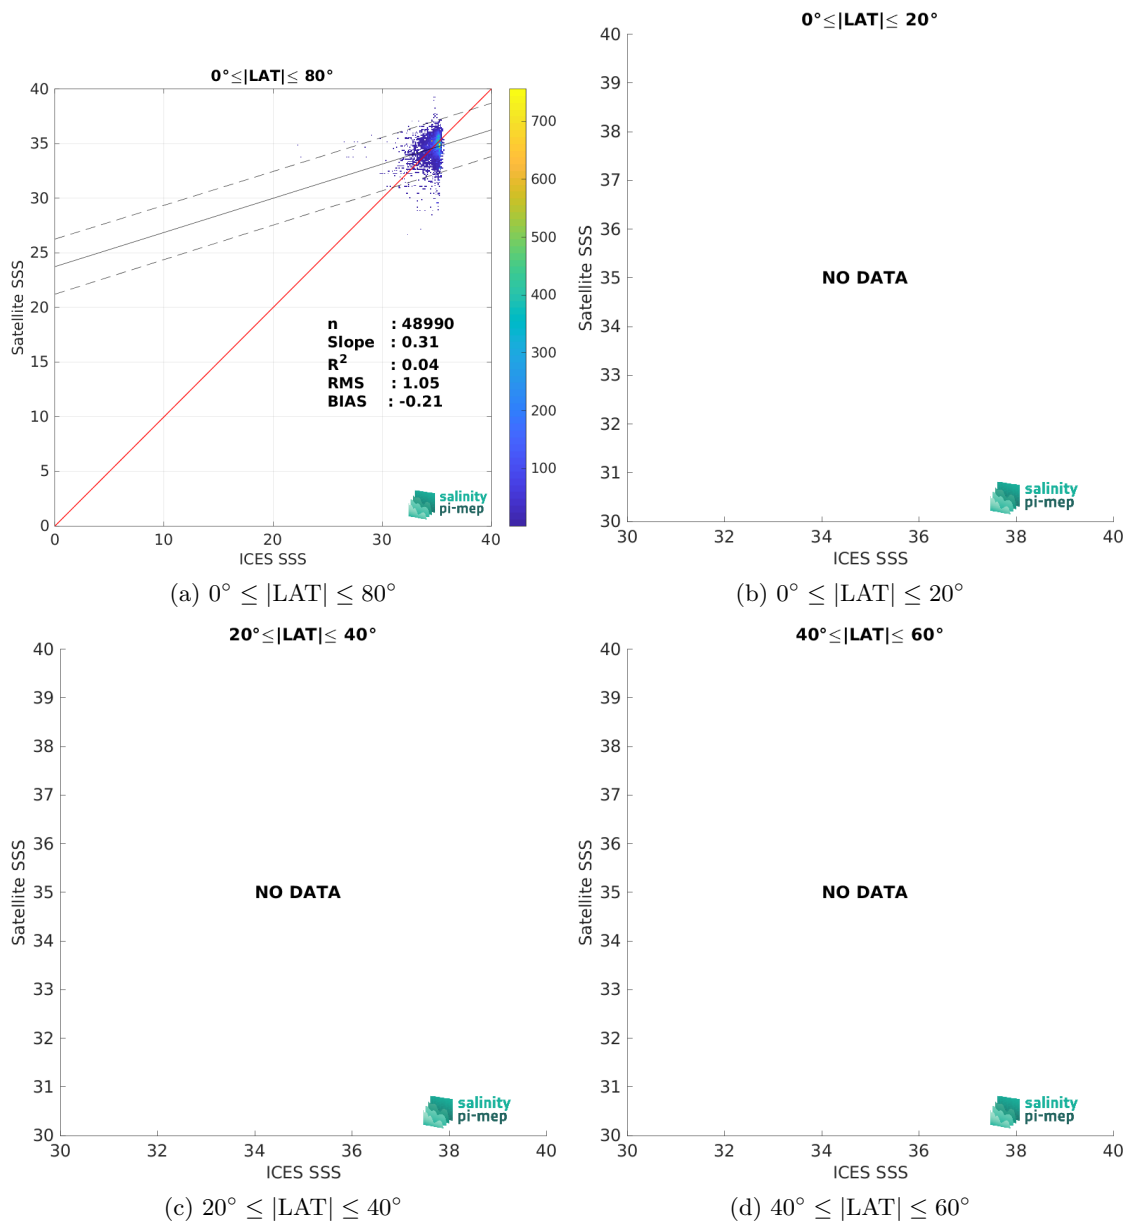 0°≤|LAT|≤ 80°
40
35
30
25
20
15
10
5
0
Satellite SSS
0
10
20
30
40
ICES SSS
n : 48990
Slope : 0.31
R² : 0.04
RMS : 1.05
BIAS : -0.21
salinity
pi-mep
700
600
500
400
300
200
100
(a) 0° ≤ |LAT| ≤ 80°
0°≤|LAT|≤ 20°
40
39
38
37
36
35
34
33
32
31
30
Satellite SSS
NO DATA
salinity
pi-mep
30
32
34
36
38
40
ICES SSS
(b) 0° ≤ |LAT| ≤ 20°
20°≤|LAT|≤ 40°
40
39
38
37
36
35
34
33
32
31
30
Satellite SSS
NO DATA
salinity
pi-mep
30
32
34
36
38
40
ICES SSS
(c) 20° ≤ |LAT| ≤ 40°
40°≤|LAT|≤ 60°
40
39
38
37
36
35
34
33
32
31
30
Satellite SSS
NO DATA
salinity
pi-mep
30
32
34
36
38
40
ICES SSS
(d) 40° ≤ |LAT| ≤ 60°